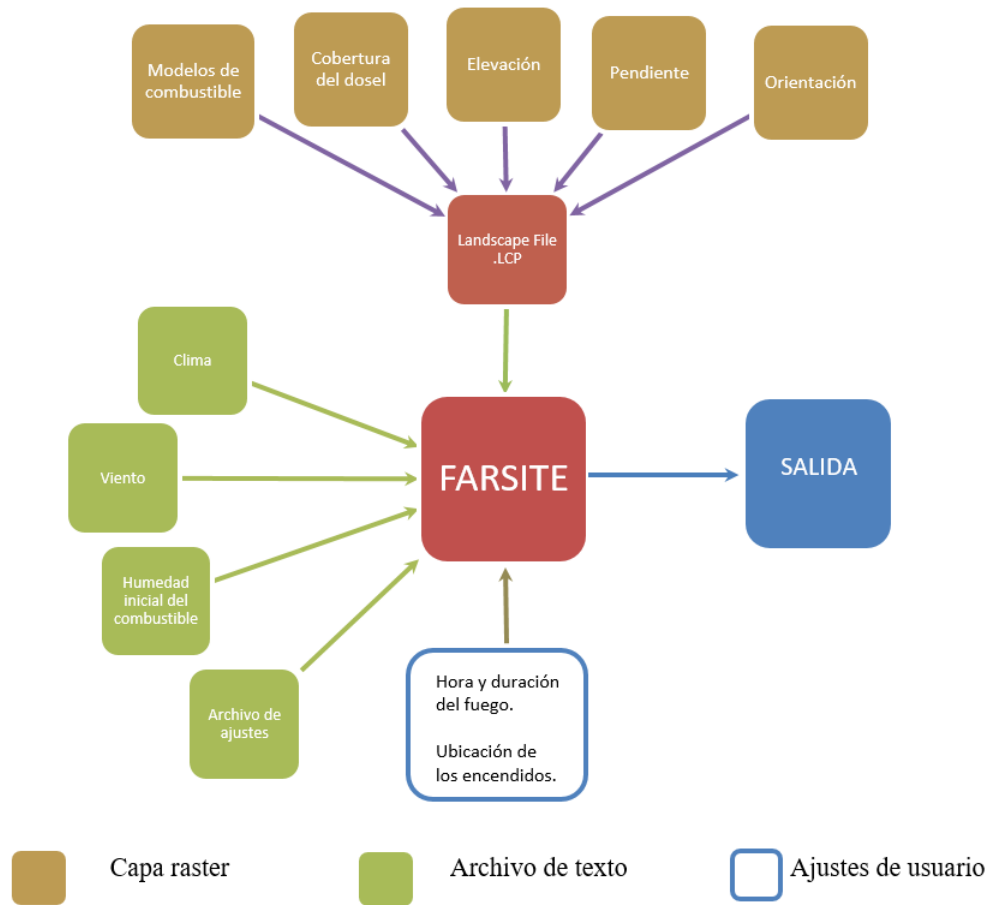 Modelos de
combustible
Cobertura
del dosel
Elevación
Pendiente
Orientación
Landscape File
.LCP
Clima
Viento
Humedad
inicial del
combustible
Archivo de
ajustes
FARSITE
SALIDA
Hora y duración
del fuego.
Ubicación de
los encendidos.
Capa raster
Archivo de texto
Ajustes de usuario